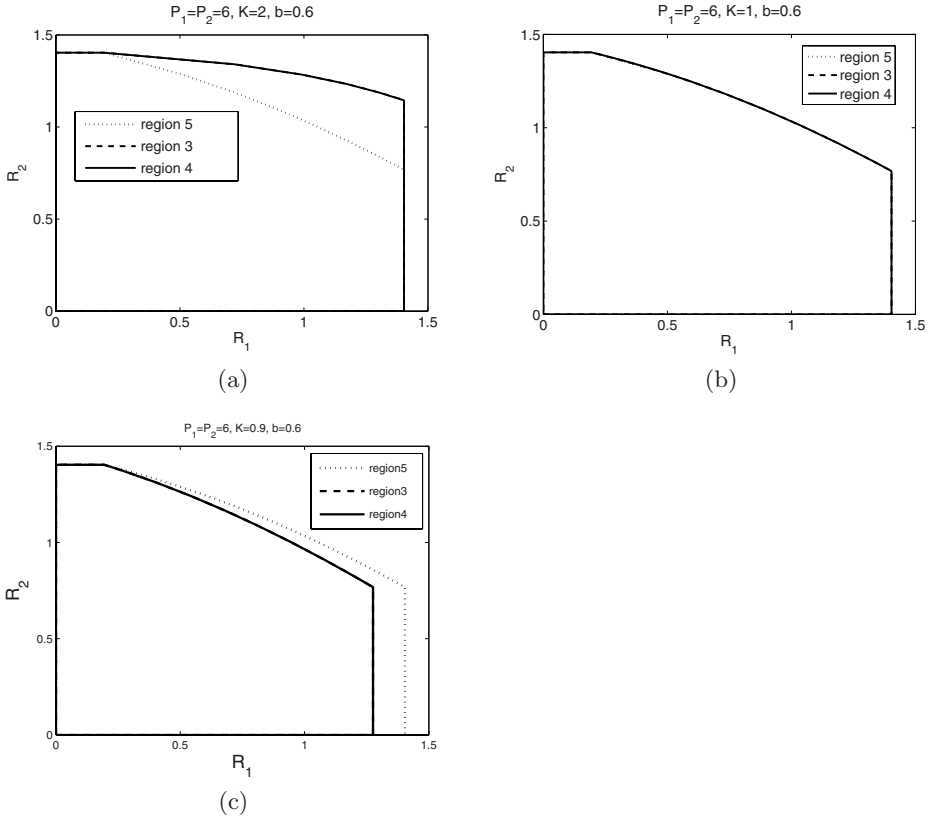 P1=P2=6, K=2, b=0.6
1.5
1
0.5
0
R2
region 5
region 3
region 4
0 0.5 1 1.5
R1
(a)
P1=P2=6, K=1, b=0.6
1.5
1
0.5
0
R2
region 5
region 3
region 4
0 0.5 1 1.5
R1
(b)
P1=P2=6, K=0.9, b=0.6
1.5
1
0.5
0
R2
region5
region3
region4
0 0.5 1 1.5
R1
(c)